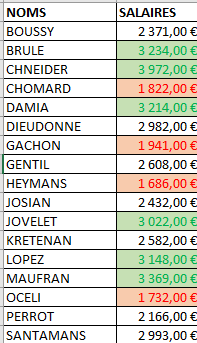 NOMS SALAIRES
BOUSSY 2 371,00 €
BRULE 3 234,00 €
CHNEIDER 3 972,00 €
CHOMARD 1 822,00 €
DAMIA 3 214,00 €
DIEUDONNE 2 982,00 €
GACHON 1 941,00 €
GENTIL 2 608,00 €
HEYMANS 1 686,00 €
JOSIAN 2 432,00 €
JOVELET 3 022,00 €
KRETENAN 2 582,00 €
LOPEZ 3 148,00 €
MAUFRAN 3 369,00 €
OCELI 1 732,00 €
PERROT 2 166,00 €
SANTAMANS 2 993,00 €